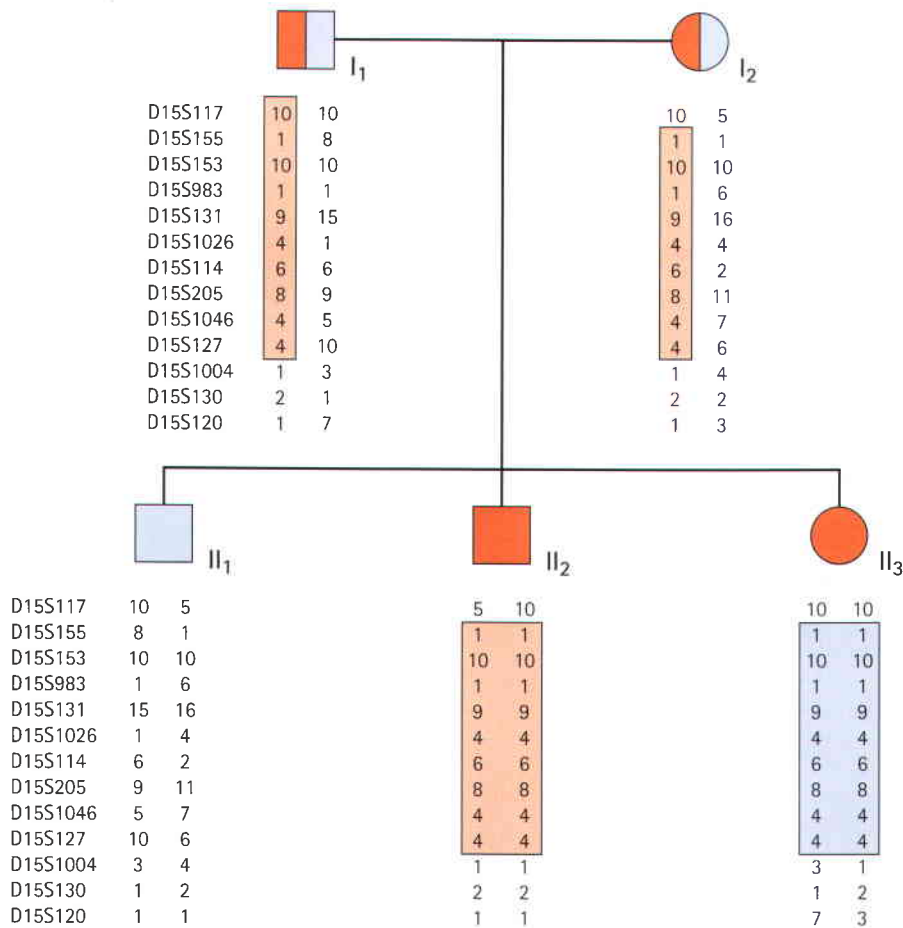 I1 I2
D15S117 10 10 10 5
D15S155 1 8 1 1
D15S153 10 10 10 10
D15S983 1 1 1 6
D15S131 9 15 9 16
D15S1026 4 1 4 4
D15S114 6 6 6 2
D15S205 8 9 8 11
D15S1046 4 5 4 7
D15S127 4 10 4 6
D15S1004 1 3 1 4
D15S130 2 1 2 2
D15S120 1 7 1 3
II1 II2 II3
D15S117 10 5 5 10 10 10
D15S155 8 1 1 1 1 1
D15S153 10 10 10 10 10 10
D15S983 1 6 1 1 1 1
D15S131 15 16 9 9 9 9
D15S1026 1 4 4 4 4 4
D15S114 6 2 6 6 6 6
D15S205 9 11 8 8 8 8
D15S1046 5 7 4 4 4 4
D15S127 10 6 4 4 4 4
D15S1004 3 4 1 1 3 1
D15S130 1 2 2 2 1 2
D15S120 1 1 1 1 7 3